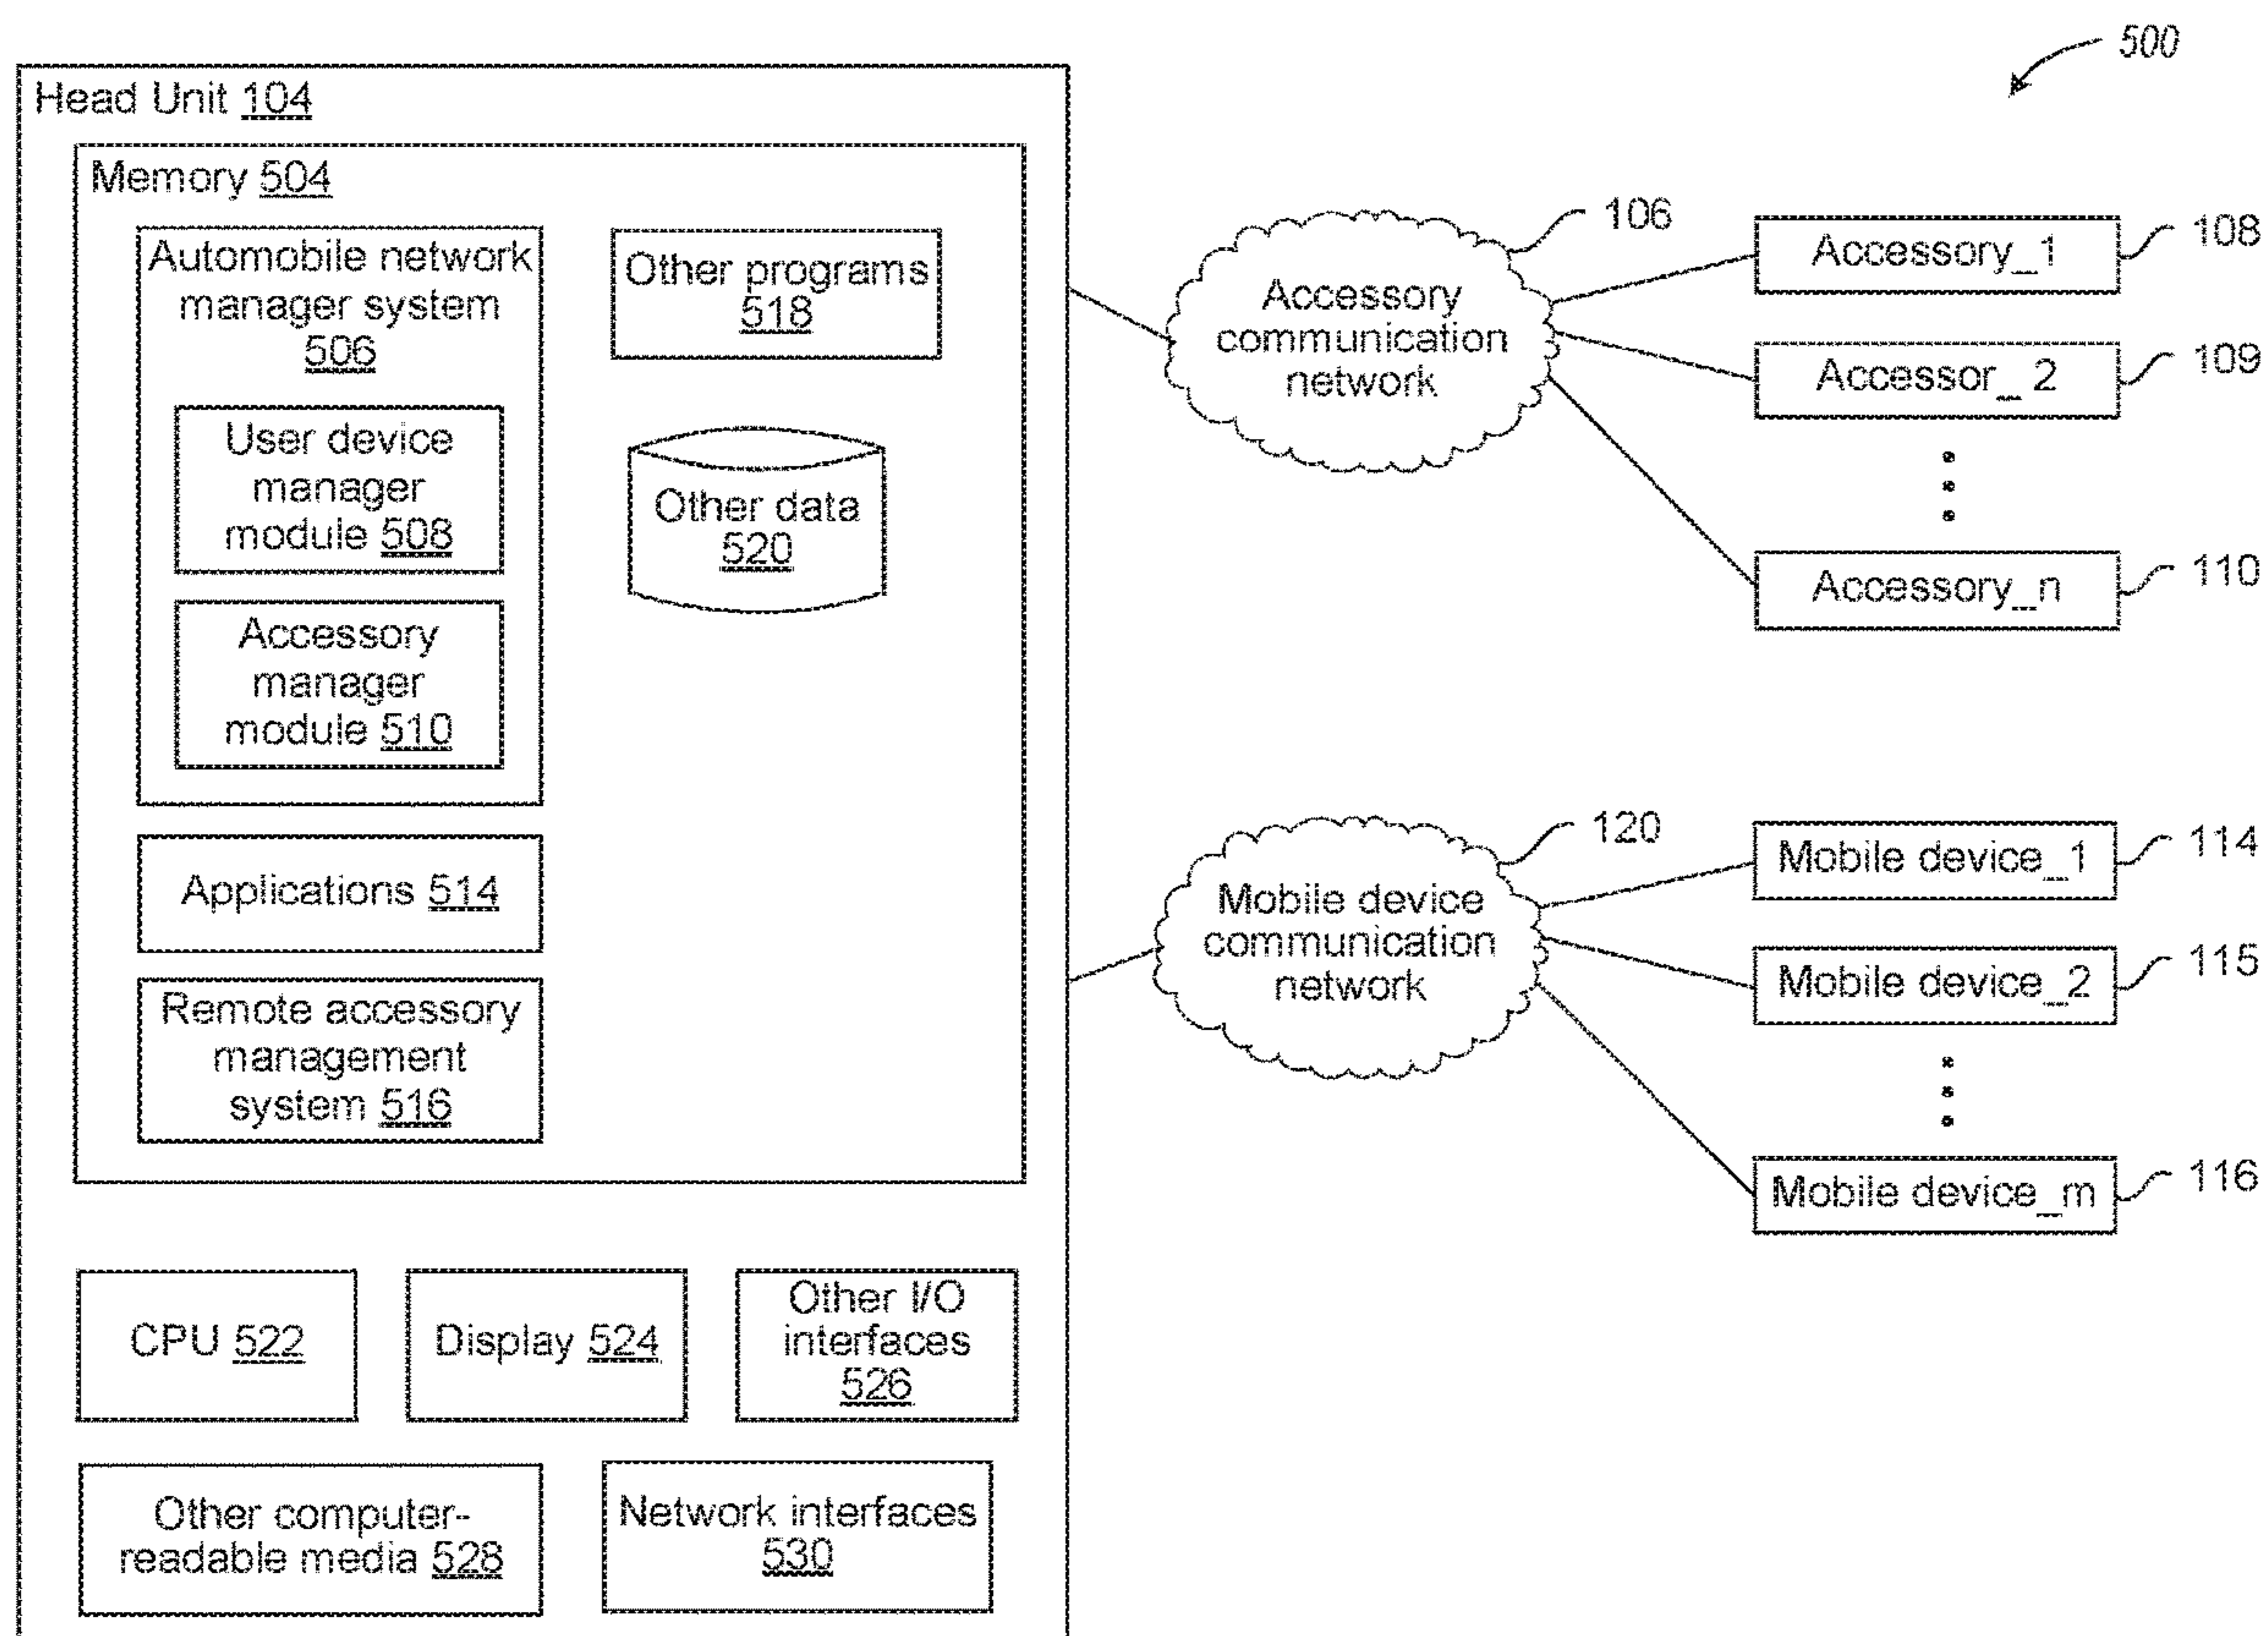 500
Head Unit 104
Memory 504
Automobile network
manager system
506
User device
manager
module 508
Accessory
manager
module 510
Applications 514
Remote accessory
management
system 516
Other programs
518
Other data
520
CPU 522
Display 524
Other I/O
interfaces
526
Other computer-
readable media 528
Network interfaces
530
106
Accessory
communication
network
Accessory_1
108
Accessor_ 2
109
Accessory_n
110
120
Mobile device
communication
network
Mobile device_1
114
Mobile device_2
115
Mobile device_m
116